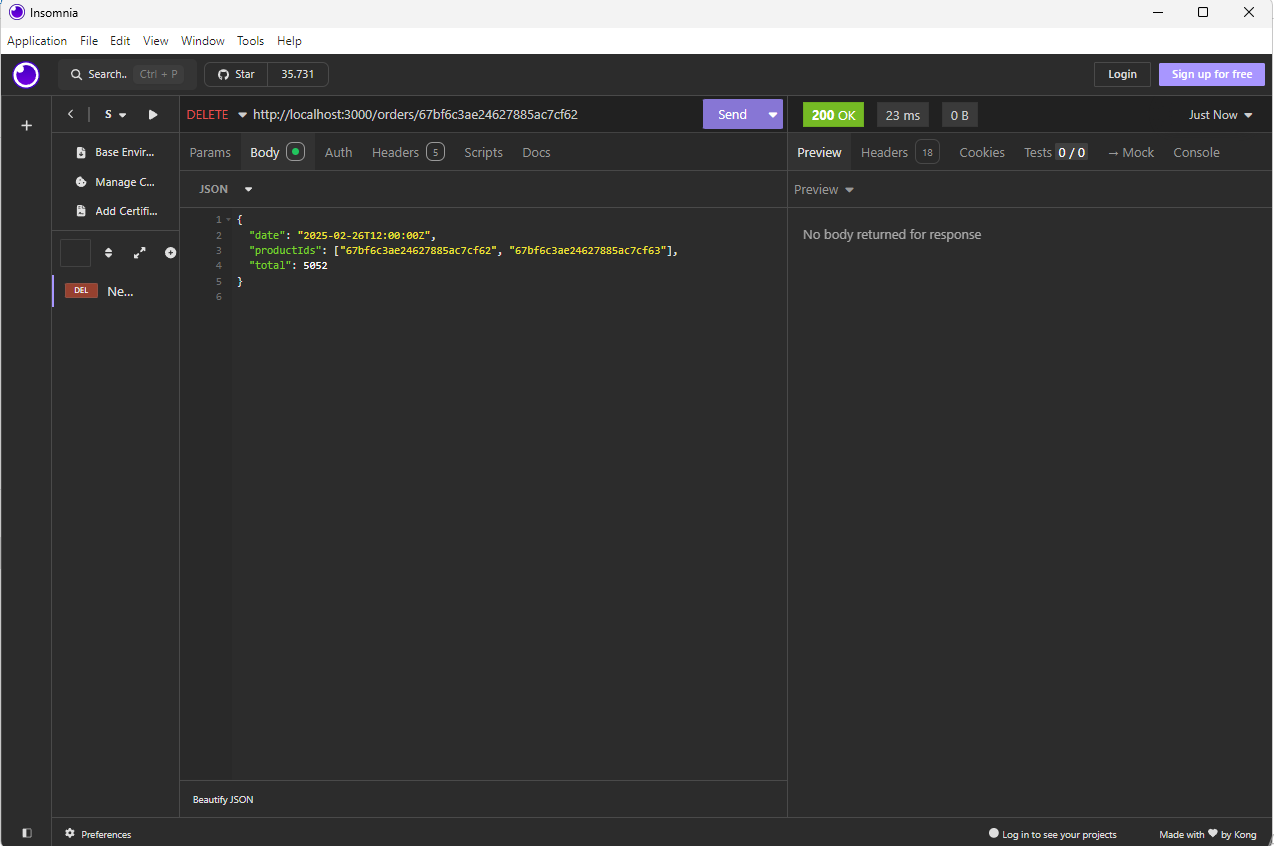 Insomnia
Application File Edit View Window Tools Help
Search.. Ctrl + P Star 35.731 Login Sign up for free
S DELETE http://localhost:3000/orders/67bf6c3ae24627885ac7cf62 Send 200 OK 23 ms 0 B Just Now
Base Envir... Params Body Auth Headers 5 Scripts Docs Preview Headers 18 Cookies Tests 0 / 0 → Mock Console
Manage C... JSON Preview
Add Certifi...
1 {
2 "date": "2025-02-26T12:00:00Z",
3 "productIds": ["67bf6c3ae24627885ac7cf62", "67bf6c3ae24627885ac7cf63"],
4 "total": 5052
5 }
6
No body returned for response
DEL Ne...
Beautify JSON
Preferences Log in to see your projects Made with ♥ by Kong